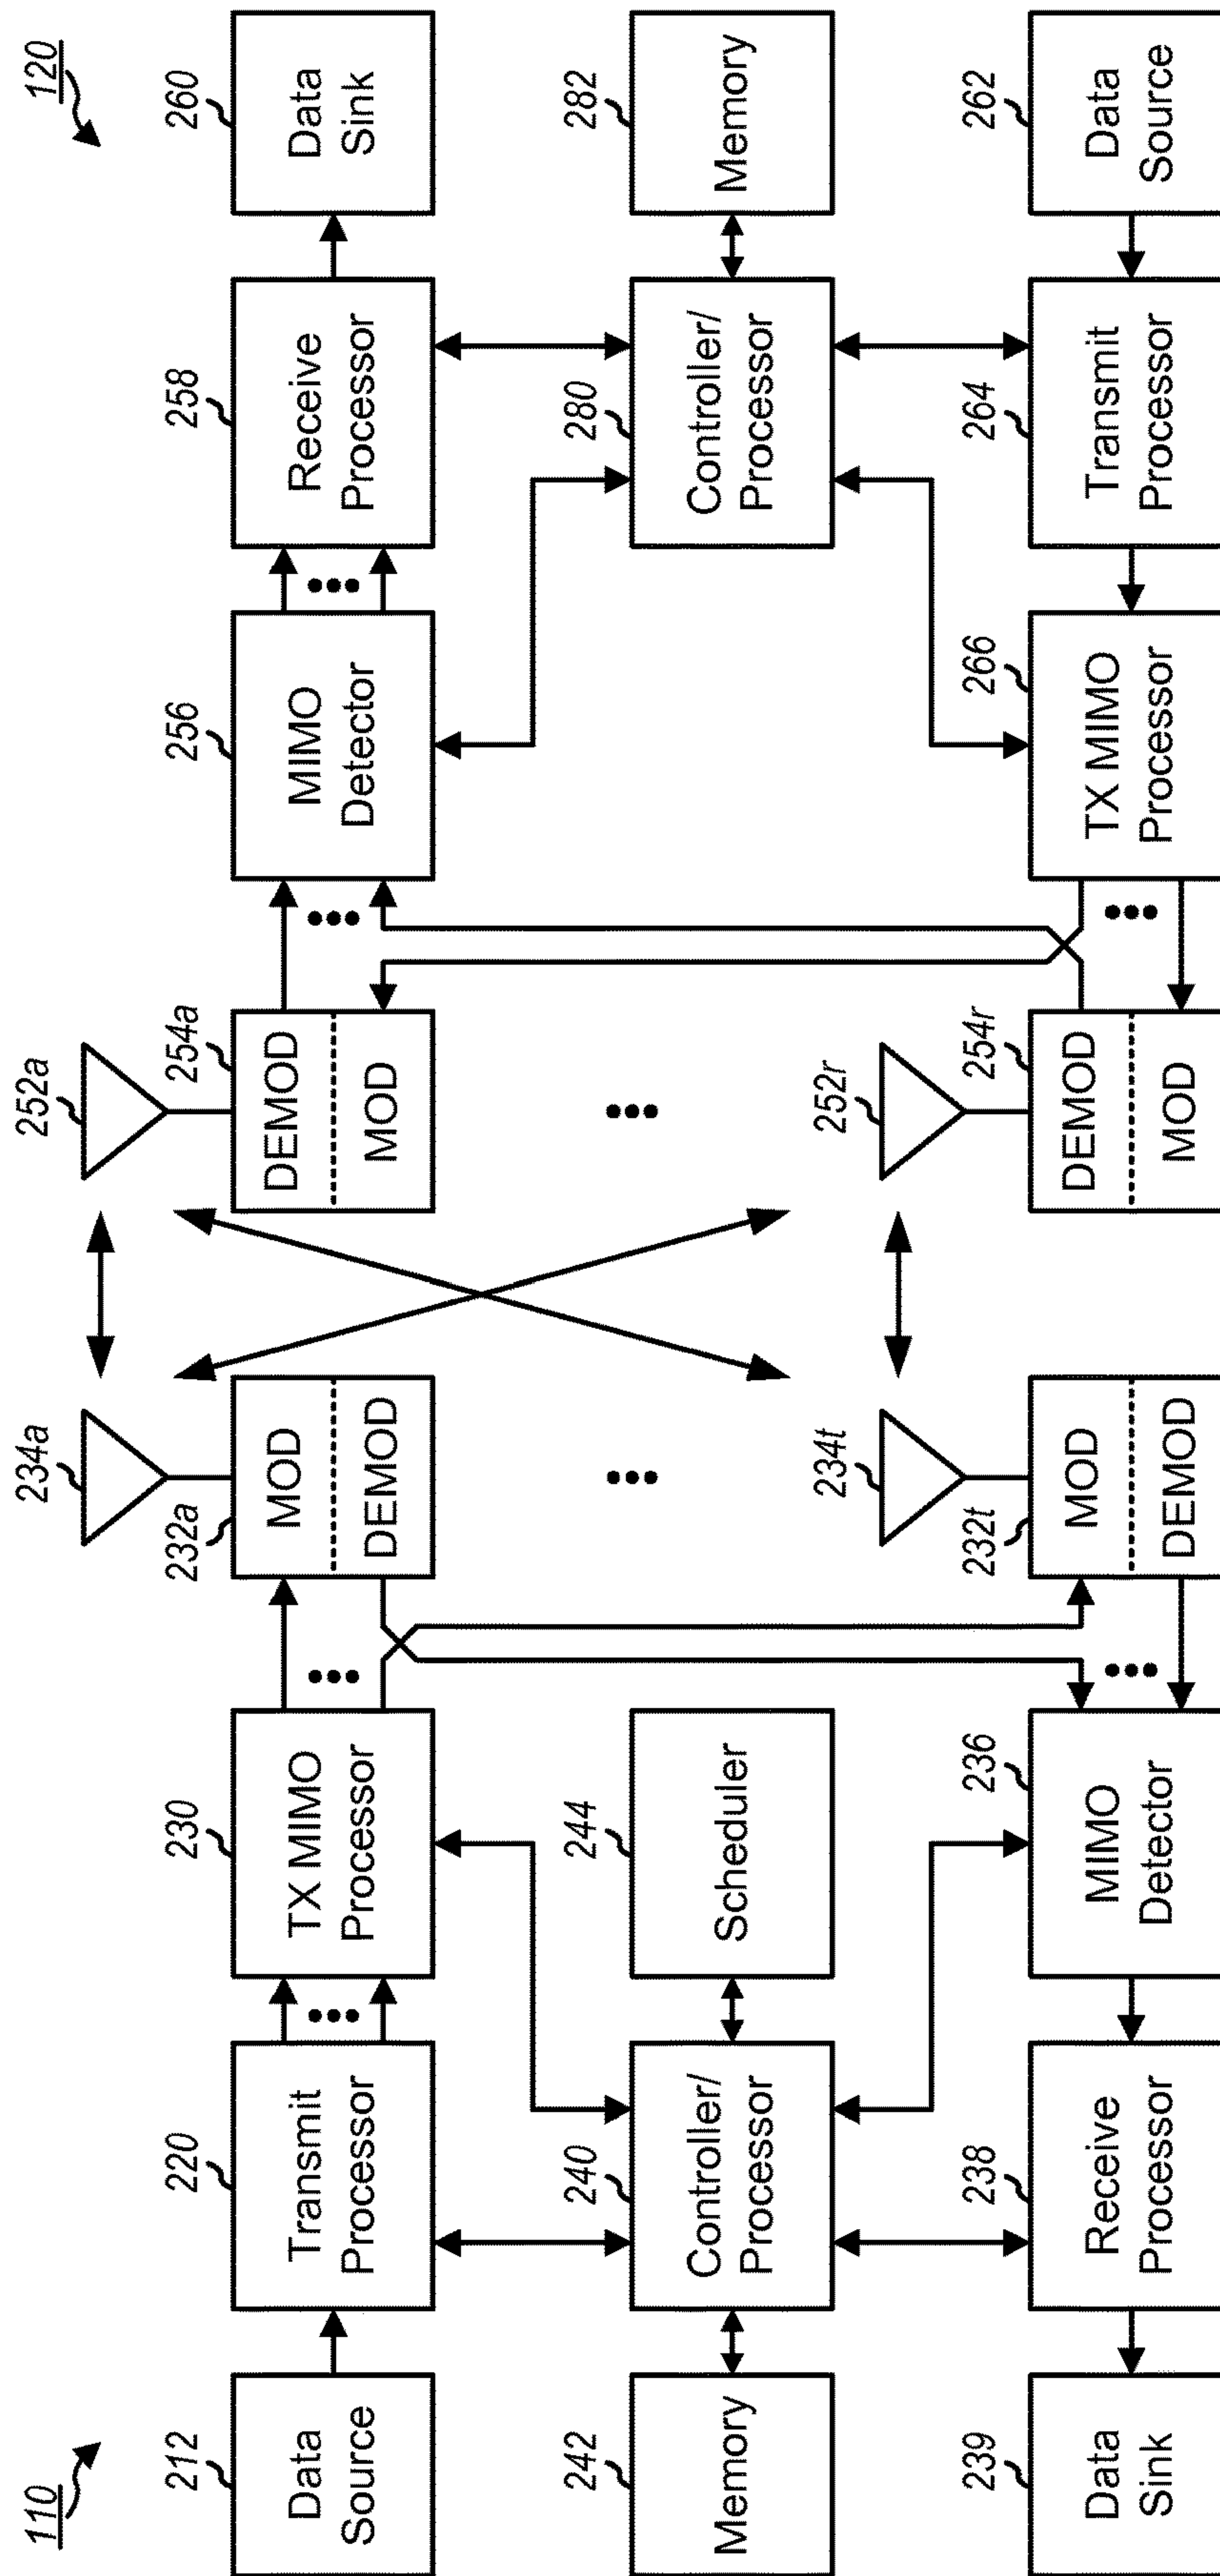 110
120
212
Data
Source
220
Transmit
Processor
230
TX MIMO
Processor
232a
MOD
DEMOD
234a
252a
254a
DEMOD
MOD
256
MIMO
Detector
258
Receive
Processor
260
Data
Sink
242
Memory
240
Controller/
Processor
244
Scheduler
280
Controller/
Processor
282
Memory
239
Data
Sink
238
Receive
Processor
236
MIMO
Detector
232t
MOD
DEMOD
234t
252r
254r
DEMOD
MOD
266
TX MIMO
Processor
264
Transmit
Processor
262
Data
Source